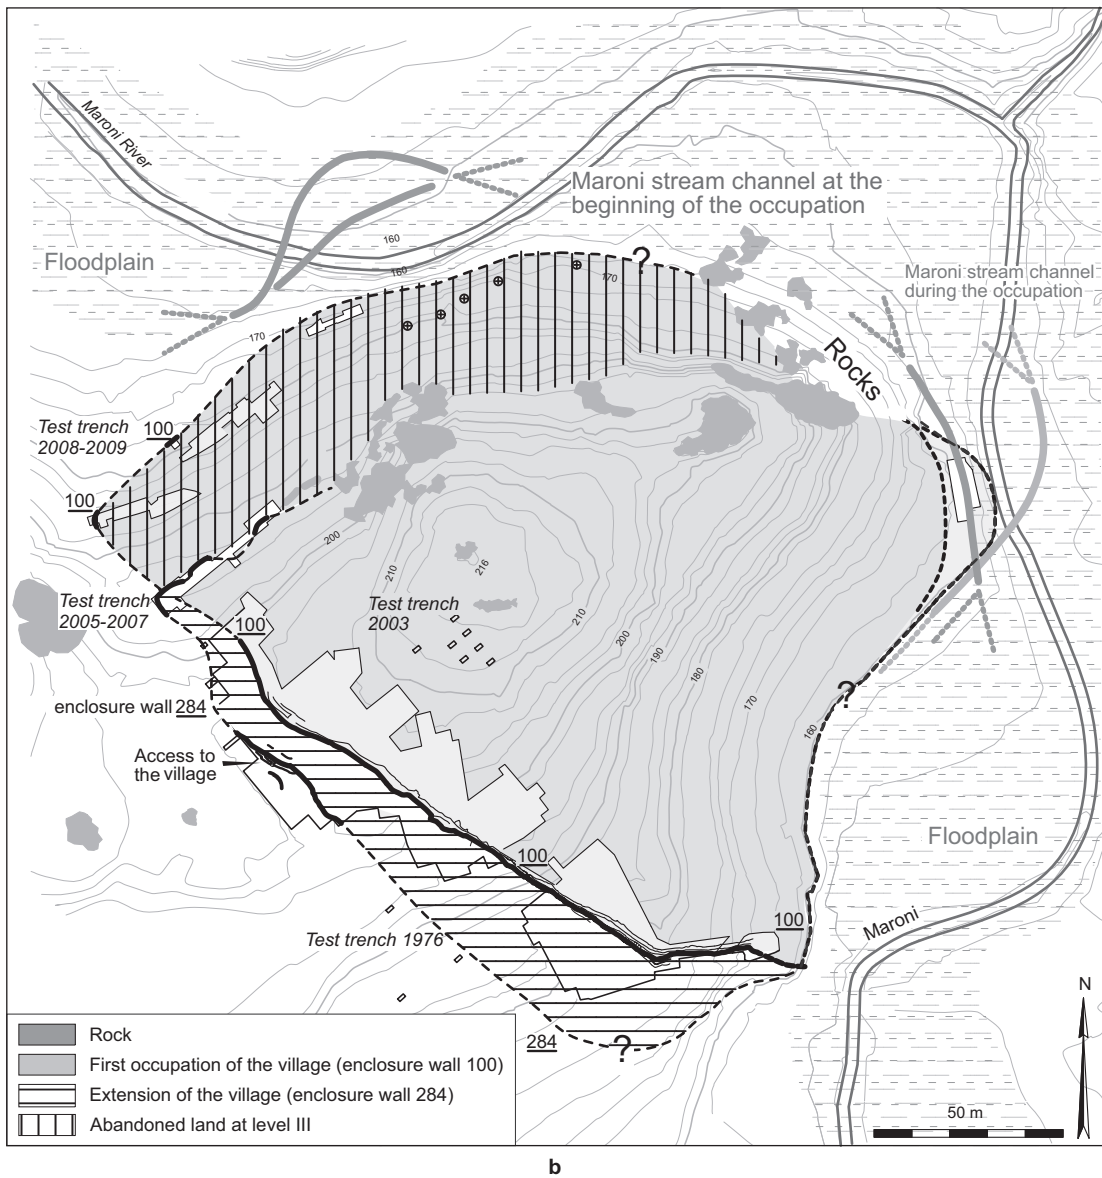 Maroni River
Maroni stream channel at the
beginning of the occupation
160
160
170
?
Floodplain
Maroni stream channel
during the occupation
170
Rocks
Test trench
2008-2009
100
100
200
210
216
Test trench
2005-2007
100
Test trench
2003
210
200
190
180
170
160
?
enclosure wall 284
Access to
the village
100
Floodplain
100
Maroni
Test trench 1976
284
?
N
Rock
First occupation of the village (enclosure wall 100)
Extension of the village (enclosure wall 284)
Abandoned land at level III
50 m
b